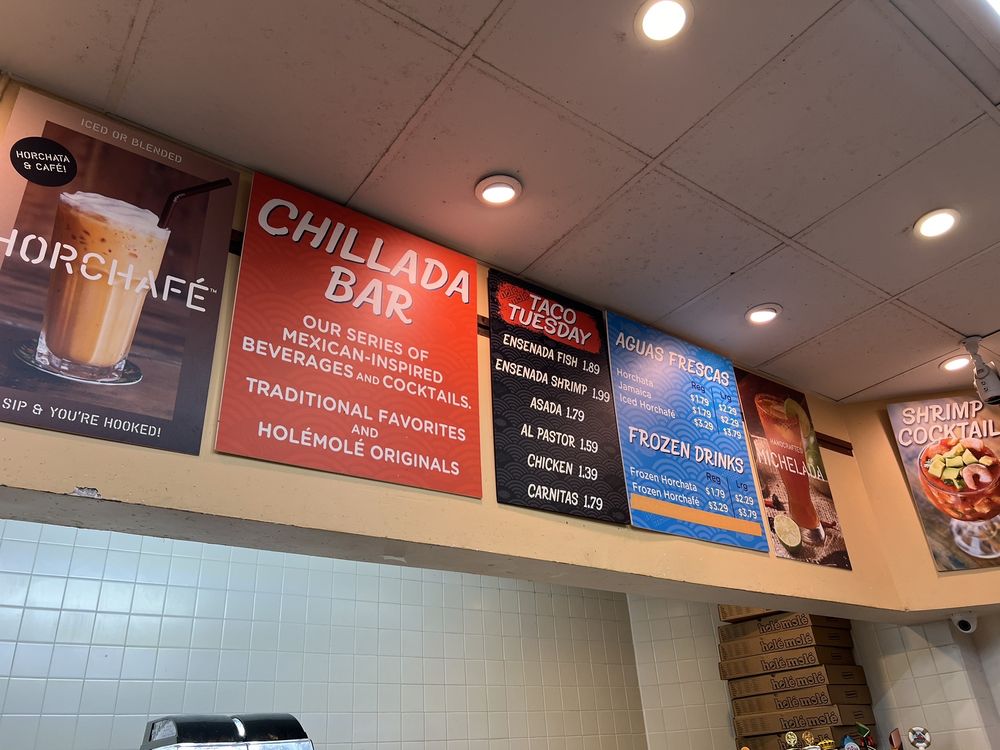 ICED OR BLENDED
HORCHATA
& CAFÉ!
HORCHAFÉ™
SIP & YOU'RE HOOKED!
CHILLADA
BAR
OUR SERIES OF
MEXICAN-INSPIRED
BEVERAGES AND COCKTAILS.
TRADITIONAL FAVORITES
AND
HOLÉMOLÉ ORIGINALS
TACO
TUESDAY
ENSENADA FISH 1.89
ENSENADA SHRIMP 1.99
ASADA 1.79
AL PASTOR 1.59
CHICKEN 1.39
CARNITAS 1.79
AGUAS FRESCAS
Reg Lrg
Horchata $1.79 $2.29
Jamaica $1.79 $2.29
Iced Horchafé $3.29 $3.79
FROZEN DRINKS
Reg Lrg
Frozen Horchata $1.79 $2.29
Frozen Horchafé $3.29 $3.79
HANDCRAFTED
MICHELADA
SHRIMP
COCKTAIL
holé molé
holé molé
holé molé
holé molé
holé molé
holé molé